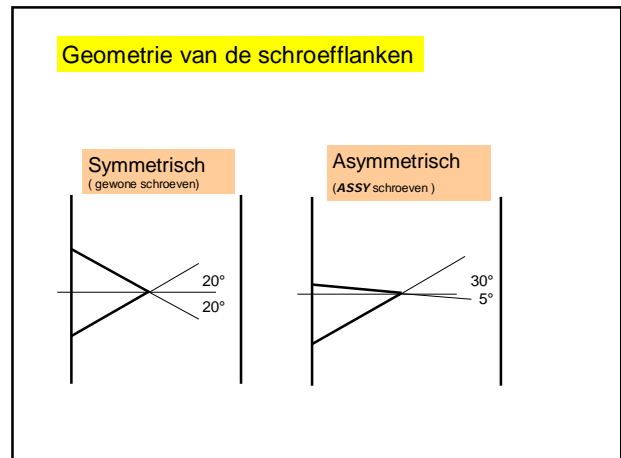 Geometrie van de schroefflanken
Symmetrisch
( gewone schroeven)
20°
20°
Asymmetrisch
(ASSY schroeven )
30°
5°